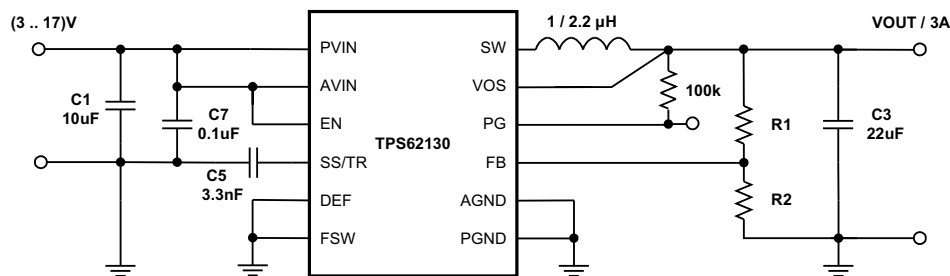 (3 .. 17)V
1 / 2.2 µH
VOUT / 3A
PVIN
SW
AVIN
VOS
100k
C1
10uF
C7
0.1uF
EN
PG
R1
C3
22uF
TPS62130
SS/TR
FB
C5
3.3nF
DEF
AGND
R2
FSW
PGND